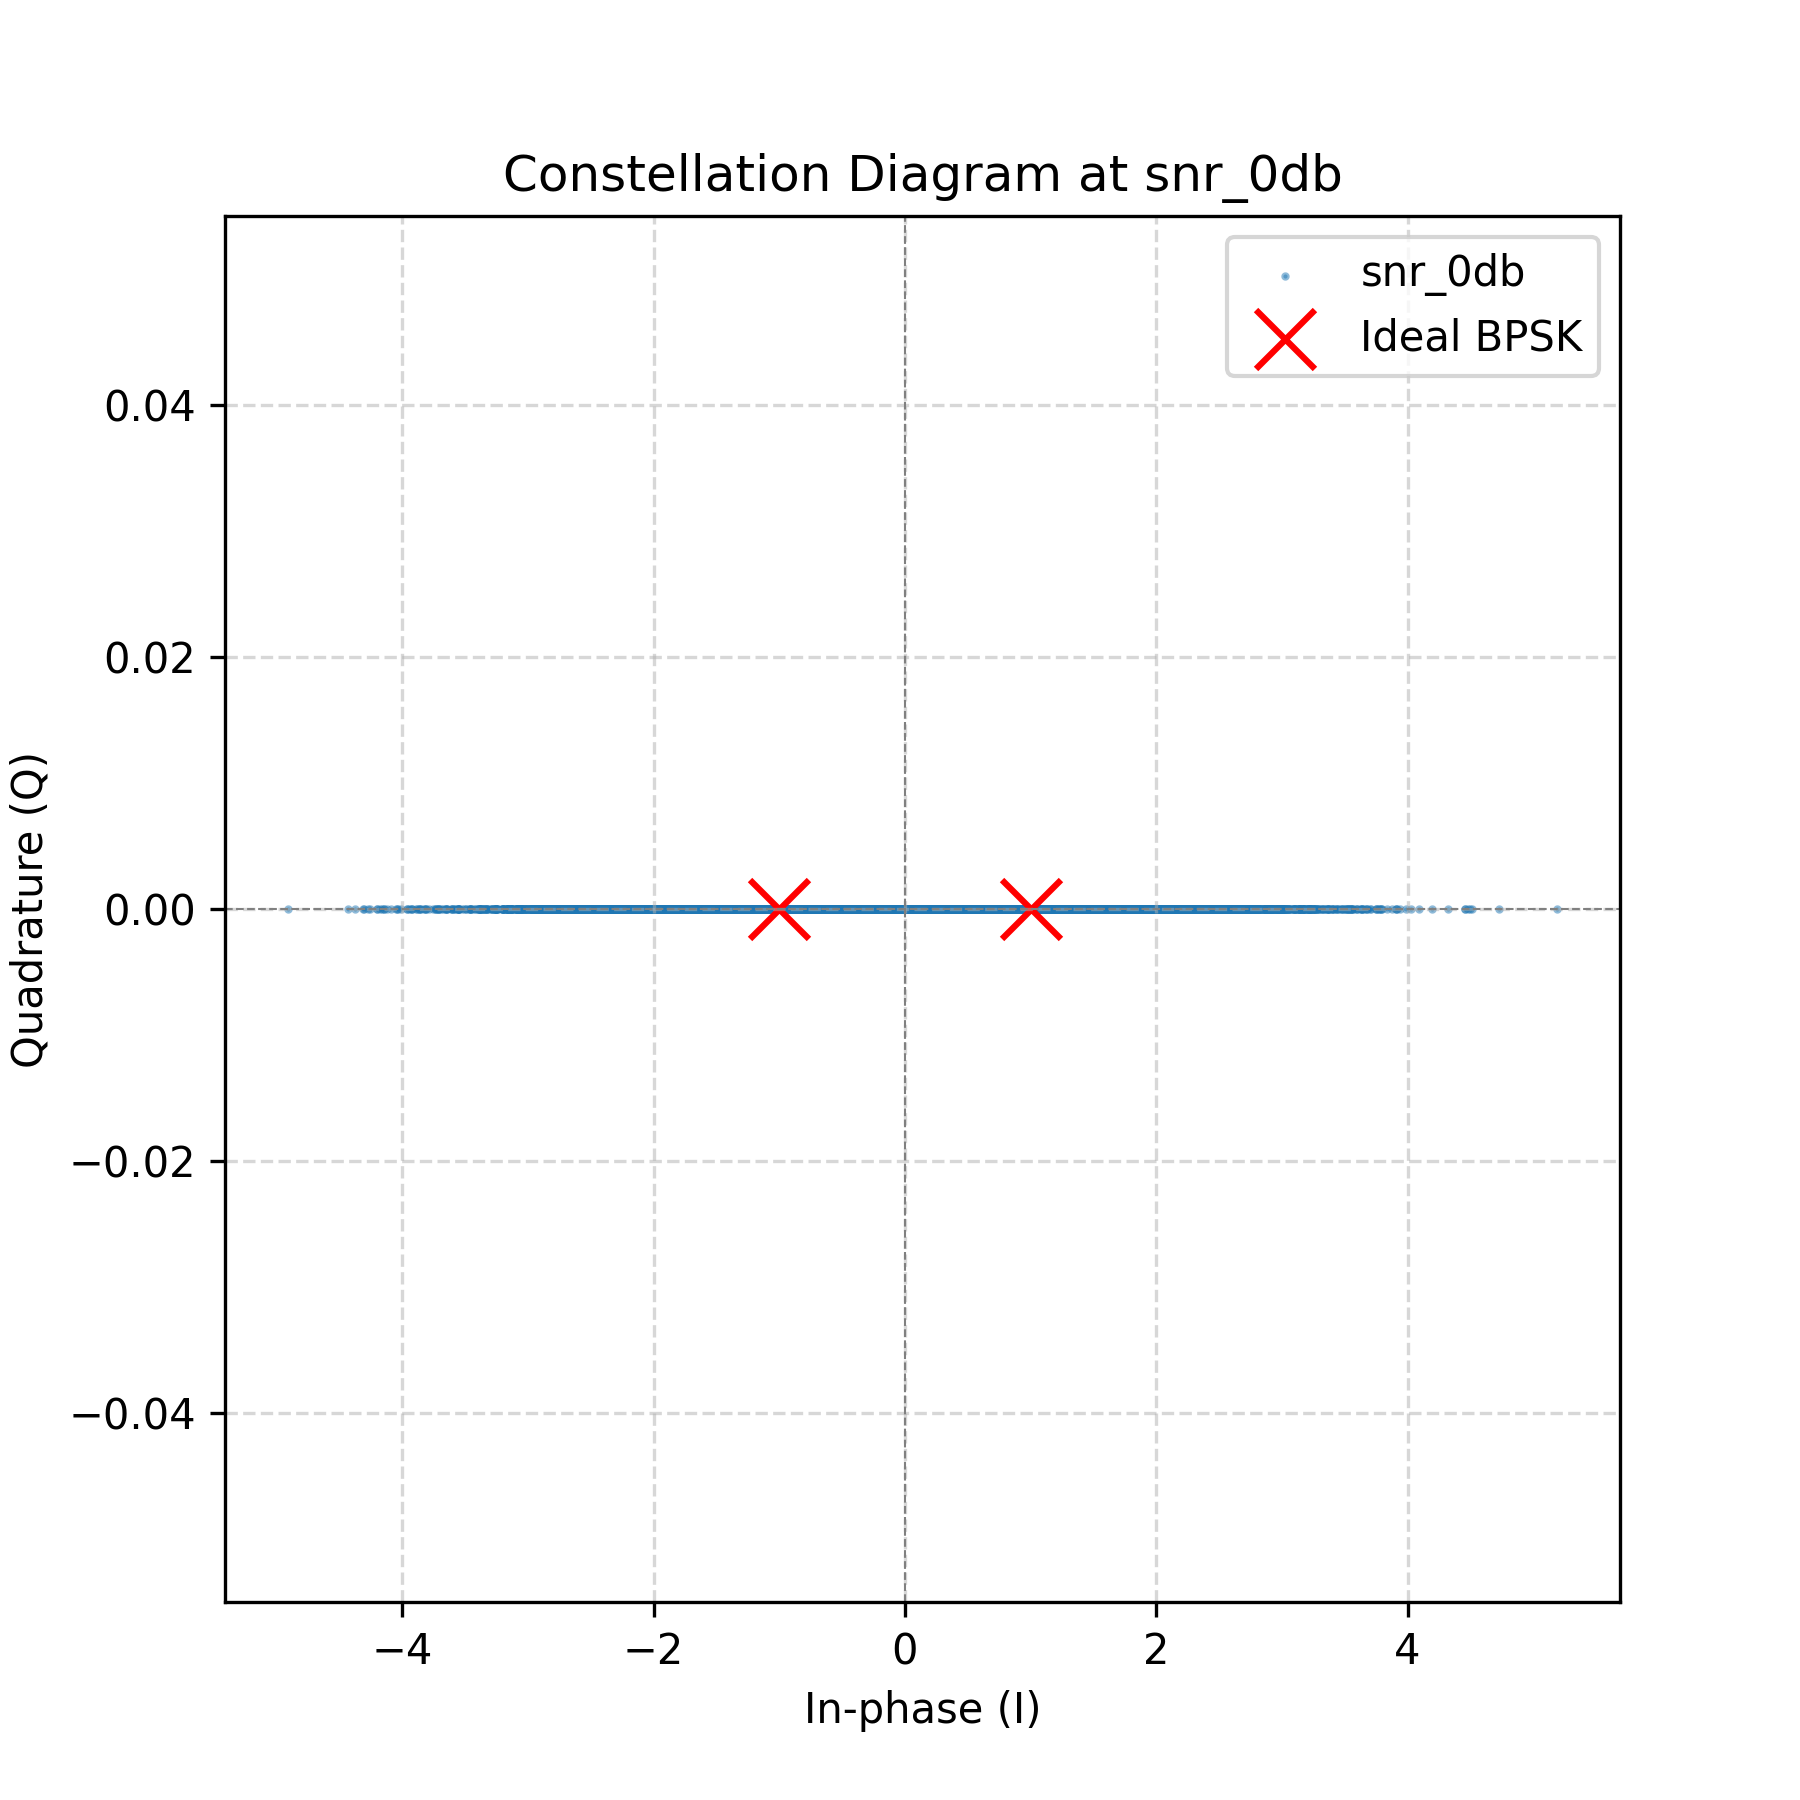 Constellation Diagram at snr_0db
snr_0db
Ideal BPSK
0.04
0.02
0.00
−0.02
−0.04
Quadrature (Q)
−4
−2
0
2
4
In-phase (I)